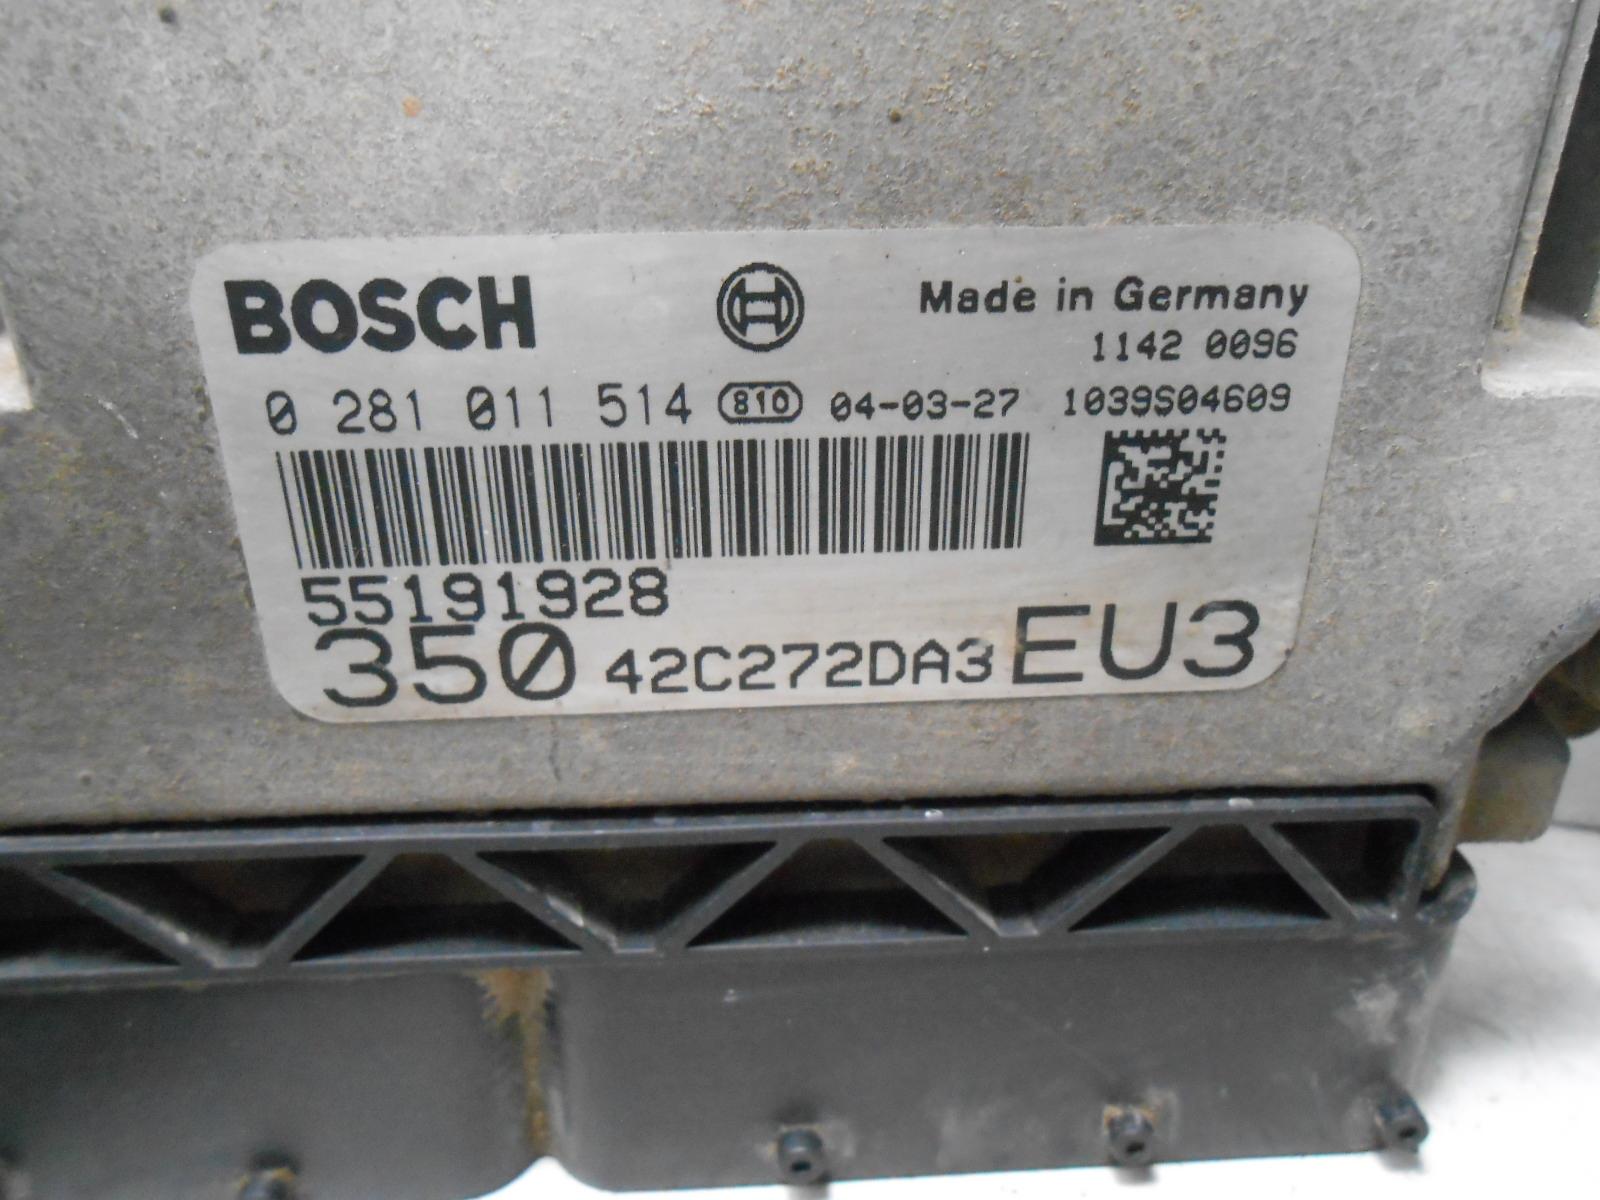 BOSCH Made in Germany
1142 0096
0 281 011 514 810 04-03-27 1039S04609
55191928
350 42C272DA3 EU3